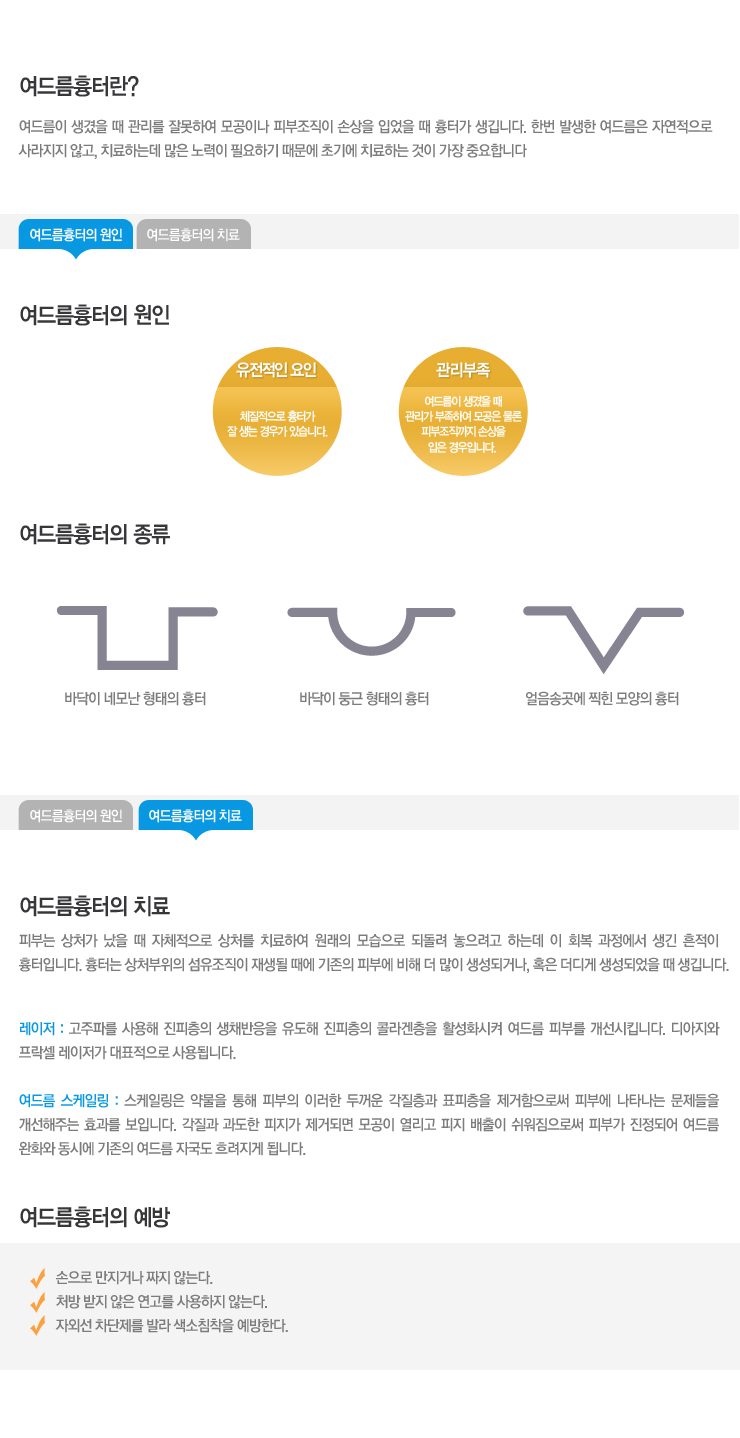 여드름흉터란?
여드름이 생겼을 때 관리를 잘못하여 모공이나 피부조직이 손상을 입었을 때 흉터가 생깁니다. 한번 발생한 여드름은 자연적으로
사라지지 않고, 치료하는데 많은 노력이 필요하기 때문에 초기에 치료하는 것이 가장 중요합니다
여드름흉터의 원인 여드름흉터의 치료
여드름흉터의 원인
유전적인 요인
체질적으로 흉터가
잘 생는 경우가 있습니다.
관리부족
여드름이 생겼을 때
관리가 부족하여 모공은 물론
피부조직까지 손상을
입은 경우입니다.
여드름흉터의 종류
바닥이 네모난 형태의 흉터
바닥이 둥근 형태의 흉터
얼음송곳에 찍힌 모양의 흉터
여드름흉터의 원인 여드름흉터의 치료
여드름흉터의 치료
피부는 상처가 났을 때 자체적으로 상처를 치료하여 원래의 모습으로 되돌려 놓으려고 하는데 이 회복 과정에서 생긴 흔적이
흉터입니다. 흉터는 상처부위의 섬유조직이 재생될 때에 기존의 피부에 비해 더 많이 생성되거나, 혹은 더디게 생성되었을 때 생깁니다.
레이저 : 고주파를 사용해 진피층의 생채반응을 유도해 진피층의 콜라겐층을 활성화시켜 여드름 피부를 개선시킵니다. 디아지와
프락셀 레이저가 대표적으로 사용됩니다.
여드름 스케일링 : 스케일링은 약물을 통해 피부의 이러한 두꺼운 각질층과 표피층을 제거함으로써 피부에 나타나는 문제들을
개선해주는 효과를 보입니다. 각질과 과도한 피지가 제거되면 모공이 열리고 피지 배출이 쉬워짐으로써 피부가 진정되어 여드름
완화와 동시에 기존의 여드름 자국도 흐려지게 됩니다.
여드름흉터의 예방
손으로 만지거나 짜지 않는다.
처방 받지 않은 연고를 사용하지 않는다.
자외선 차단제를 발라 색소침착을 예방한다.